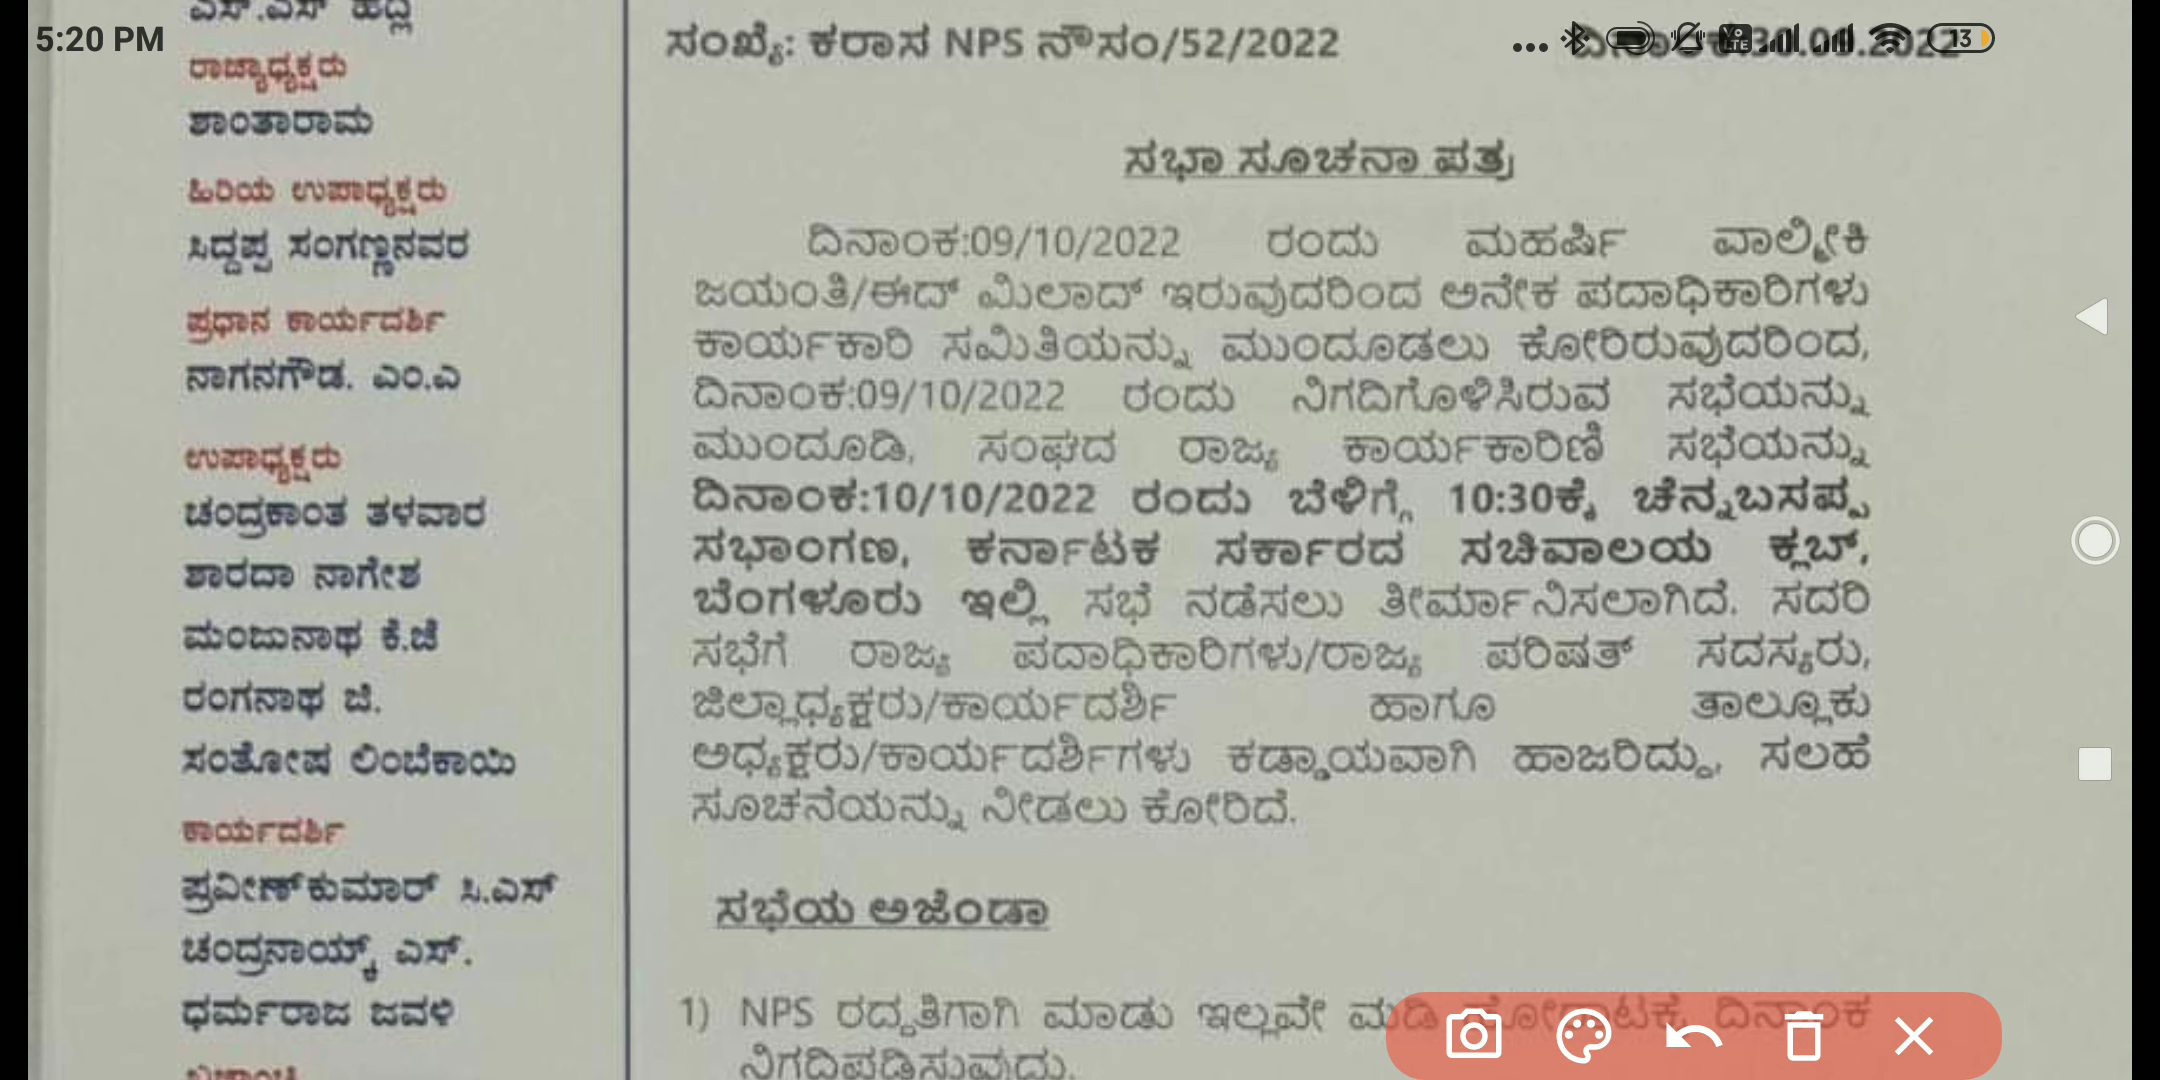 5:20 PM
13
ರಾಜ್ಯಾಧ್ಯಕ್ಷರು
ಶಾಂತಾರಾಮ
ಹಿರಿಯ ಉಪಾಧ್ಯಕ್ಷರು
ಸಿದ್ದಪ್ಪ ಸಂಗಣ್ಣನವರ
ಪ್ರಧಾನ ಕಾರ್ಯದರ್ಶಿ
ನಾಗನಗೌಡ. ಎಂ.ಎ
ಉಪಾಧ್ಯಕ್ಷರು
ಚಂದ್ರಕಾಂತ ತಳವಾರ
ಶಾರದಾ ನಾಗೇಶ
ಮಂಜುನಾಥ ಕೆ.ಜೆ
ರಂಗನಾಥ ಜಿ.
ಸಂತೋಷ ಲಿಂಬೆಕಾಯಿ
ಕಾರ್ಯದರ್ಶಿ
ಪ್ರವೀಣ್‌ಕುಮಾರ್ ಸಿ.ಎಸ್
ಚಂದ್ರನಾಯ್ಕ್ ಎಸ್.
ಧರ್ಮರಾಜ ಜವಳಿ
ಸಂಖ್ಯೆ: ಕರಾಸ NPS ನೌಸಂ/52/2022
ಸಭಾ ಸೂಚನಾ ಪತ್ರ
ದಿನಾಂಕ:09/10/2022 ರಂದು ಮಹರ್ಷಿ ವಾಲ್ಮೀಕಿ
ಜಯಂತಿ/ಈದ್ ಮಿಲಾದ್ ಇರುವುದರಿಂದ ಅನೇಕ ಪದಾಧಿಕಾರಿಗಳು
ಕಾರ್ಯಕಾರಿ ಸಮಿತಿಯನ್ನು ಮುಂದೂಡಲು ಕೋರಿರುವುದರಿಂದ,
ದಿನಾಂಕ:09/10/2022 ರಂದು ನಿಗದಿಗೊಳಿಸಿರುವ ಸಭೆಯನ್ನು
ಮುಂದೂಡಿ, ಸಂಘದ ರಾಜ್ಯ ಕಾರ್ಯಕಾರಿಣಿ ಸಭೆಯನ್ನು
ದಿನಾಂಕ:10/10/2022 ರಂದು ಬೆಳಿಗ್ಗೆ 10:30ಕ್ಕೆ ಚೆನ್ನಬಸಪ್ಪ
ಸಭಾಂಗಣ, ಕರ್ನಾಟಕ ಸರ್ಕಾರದ ಸಚಿವಾಲಯ ಕ್ಲಬ್,
ಬೆಂಗಳೂರು ಇಲ್ಲಿ ಸಭೆ ನಡೆಸಲು ತೀರ್ಮಾನಿಸಲಾಗಿದೆ. ಸದರಿ
ಸಭೆಗೆ ರಾಜ್ಯ ಪದಾಧಿಕಾರಿಗಳು/ರಾಜ್ಯ ಪರಿಷತ್ ಸದಸ್ಯರು,
ಜಿಲ್ಲಾಧ್ಯಕ್ಷರು/ಕಾರ್ಯದರ್ಶಿ ಹಾಗೂ ತಾಲ್ಲೂಕು
ಅಧ್ಯಕ್ಷರು/ಕಾರ್ಯದರ್ಶಿಗಳು ಕಡ್ಡಾಯವಾಗಿ ಹಾಜರಿದ್ದು, ಸಲಹೆ
ಸೂಚನೆಯನ್ನು ನೀಡಲು ಕೋರಿದೆ.
ಸಭೆಯ ಅಜೆಂಡಾ
1) NPS ರದ್ದತಿಗಾಗಿ ಮಾಡು ಇಲ್ಲವೇ ಮಡಿ ಹೋರಾಟಕ್ಕೆ ದಿನಾಂಕ
ನಿಗದಿಪಡಿಸುವುದು.